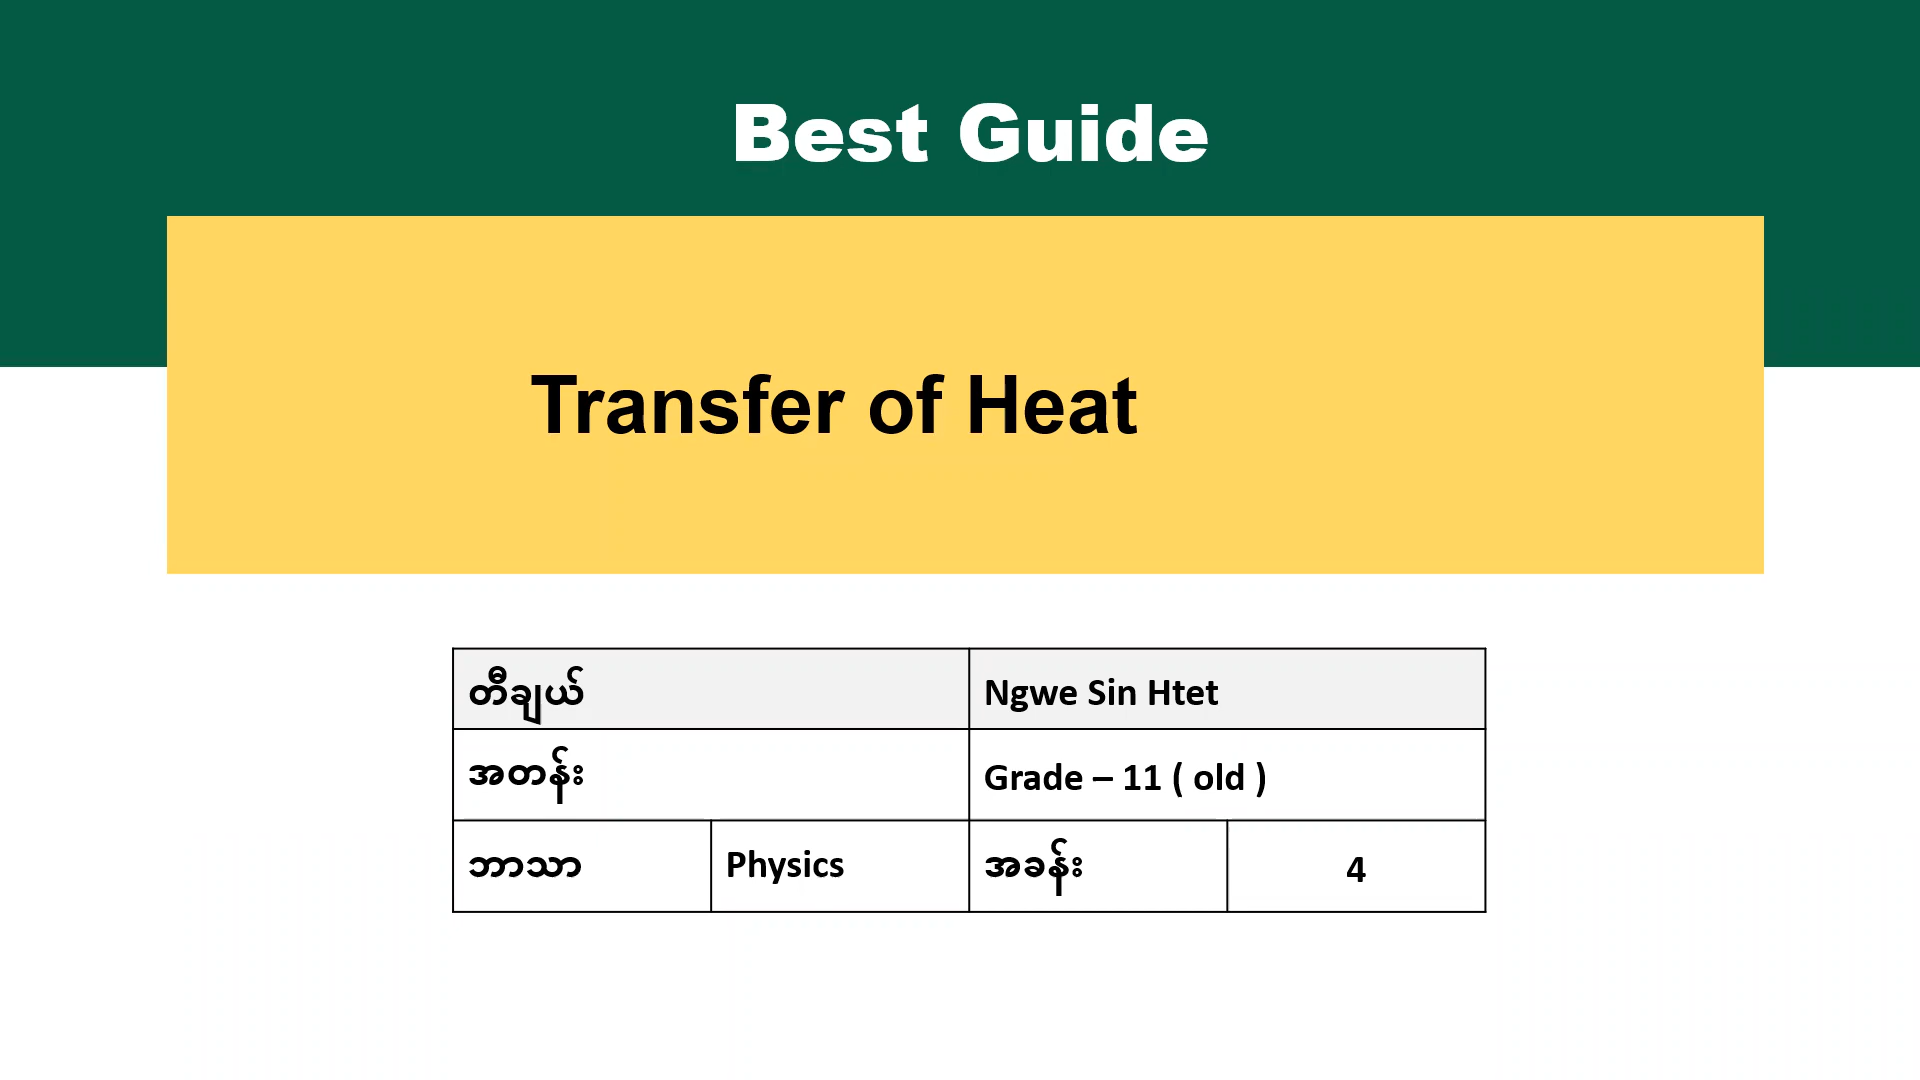 Best Guide
Transfer of Heat
တီချယ် Ngwe Sin Htet
အတန်း Grade – 11 ( old )
ဘာသာ Physics အခန်း 4